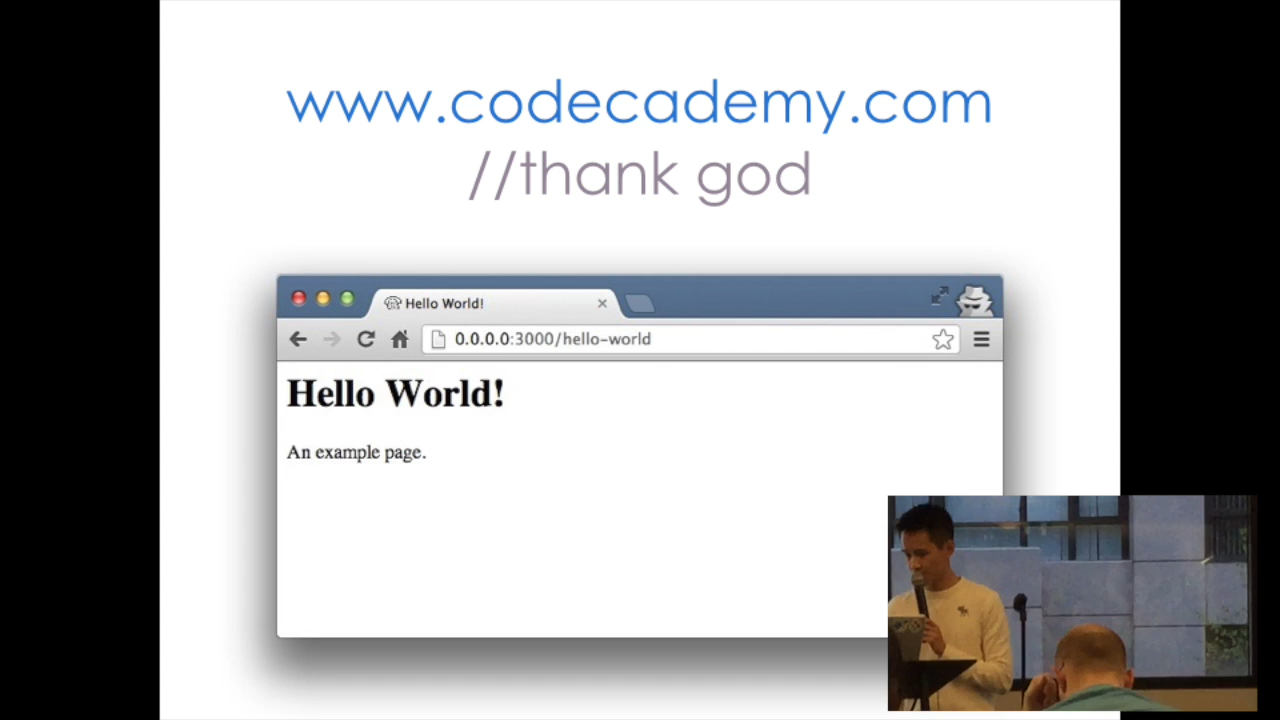 www.codecademy.com
//thank god
Hello World!
0.0.0.0:3000/hello-world
Hello World!
An example page.